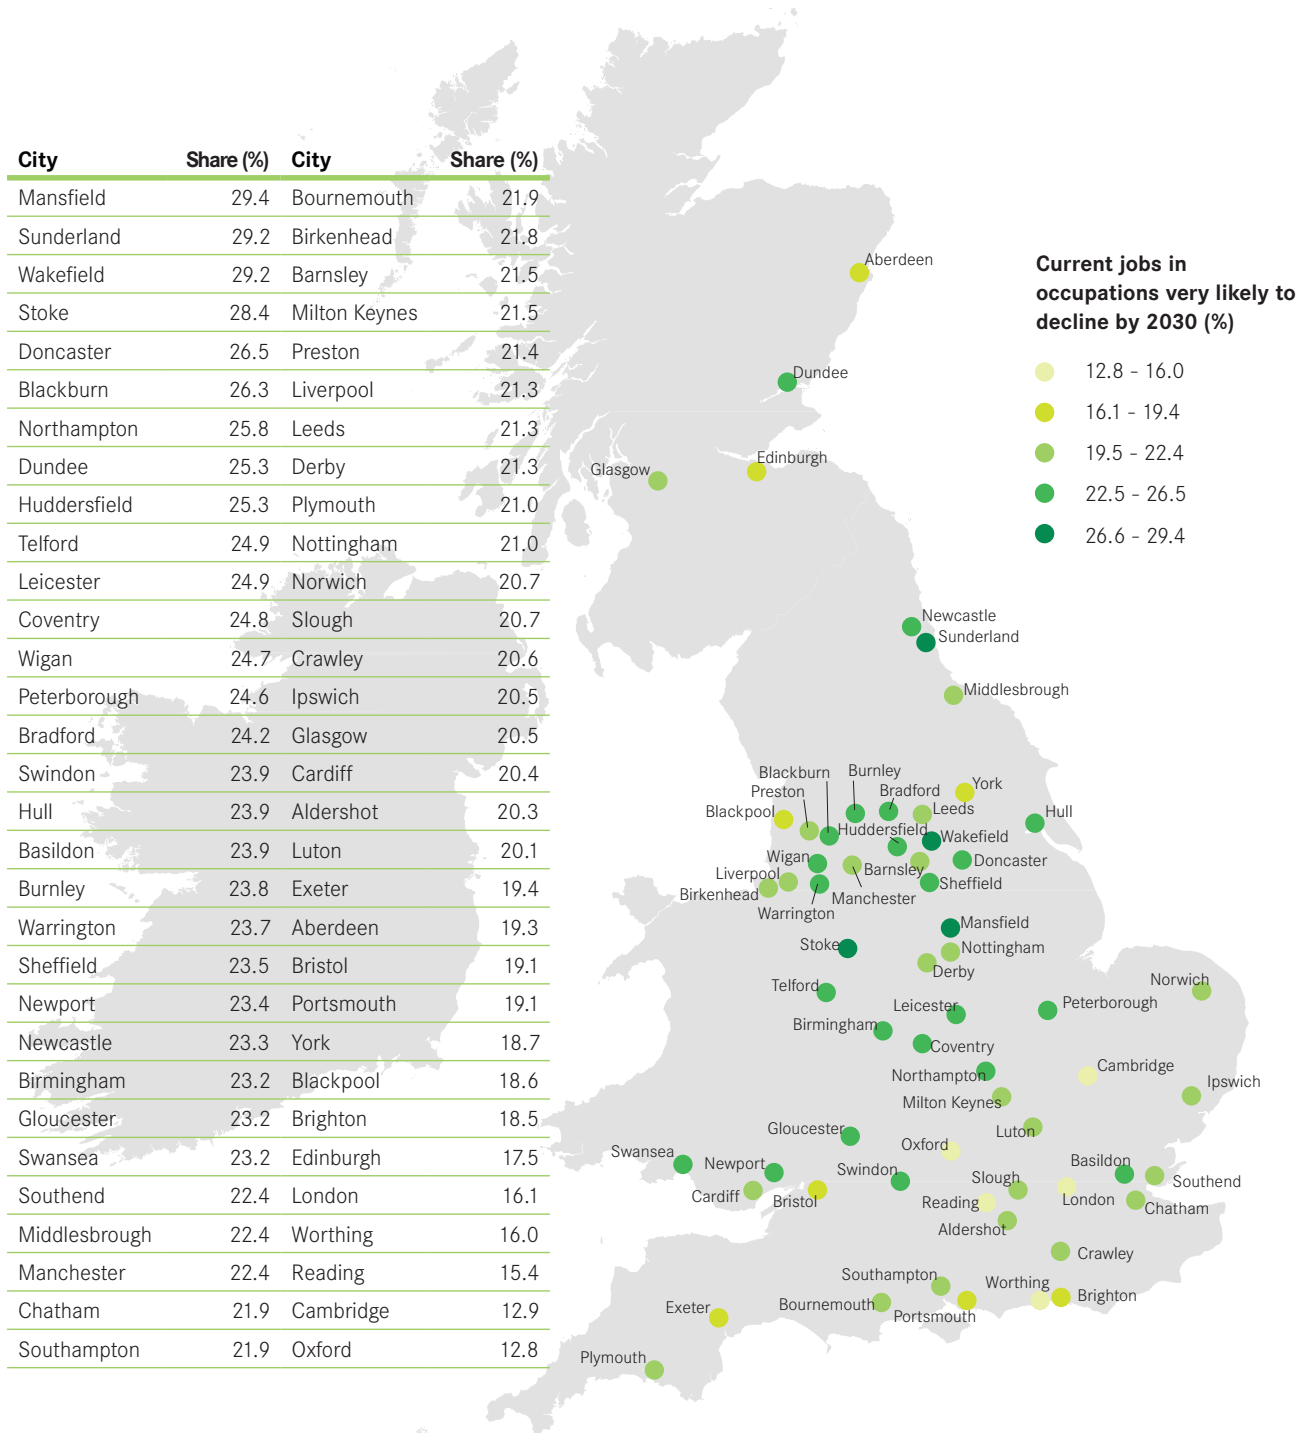 City Share (%) City Share (%)
Mansfield 29.4 Bournemouth 21.9
Sunderland 29.2 Birkenhead 21.8
Wakefield 29.2 Barnsley 21.5
Stoke 28.4 Milton Keynes 21.5
Doncaster 26.5 Preston 21.4
Blackburn 26.3 Liverpool 21.3
Northampton 25.8 Leeds 21.3
Dundee 25.3 Derby 21.3
Huddersfield 25.3 Plymouth 21.0
Telford 24.9 Nottingham 21.0
Leicester 24.9 Norwich 20.7
Coventry 24.8 Slough 20.7
Wigan 24.7 Crawley 20.6
Peterborough 24.6 Ipswich 20.5
Bradford 24.2 Glasgow 20.5
Swindon 23.9 Cardiff 20.4
Hull 23.9 Aldershot 20.3
Basildon 23.9 Luton 20.1
Burnley 23.8 Exeter 19.4
Warrington 23.7 Aberdeen 19.3
Sheffield 23.5 Bristol 19.1
Newport 23.4 Portsmouth 19.1
Newcastle 23.3 York 18.7
Birmingham 23.2 Blackpool 18.6
Gloucester 23.2 Brighton 18.5
Swansea 23.2 Edinburgh 17.5
Southend 22.4 London 16.1
Middlesbrough 22.4 Worthing 16.0
Manchester 22.4 Reading 15.4
Chatham 21.9 Cambridge 12.9
Southampton 21.9 Oxford 12.8
Current jobs in
occupations very likely to
decline by 2030 (%)
12.8 - 16.0
16.1 - 19.4
19.5 - 22.4
22.5 - 26.5
26.6 - 29.4
Aberdeen
Dundee
Edinburgh
Glasgow
Newcastle
Sunderland
Middlesbrough
Blackburn
Burnley
Preston
Bradford
York
Blackpool
Leeds
Hull
Huddersfield
Wakefield
Wigan
Barnsley
Doncaster
Liverpool
Sheffield
Birkenhead
Manchester
Warrington
Mansfield
Stoke
Nottingham
Derby
Norwich
Telford
Leicester
Peterborough
Birmingham
Coventry
Cambridge
Northampton
Ipswich
Milton Keynes
Gloucester
Luton
Oxford
Swansea
Newport
Swindon
Basildon
Slough
Southend
Cardiff
Bristol
Reading
London
Chatham
Aldershot
Crawley
Southampton
Worthing
Brighton
Bournemouth
Portsmouth
Exeter
Plymouth